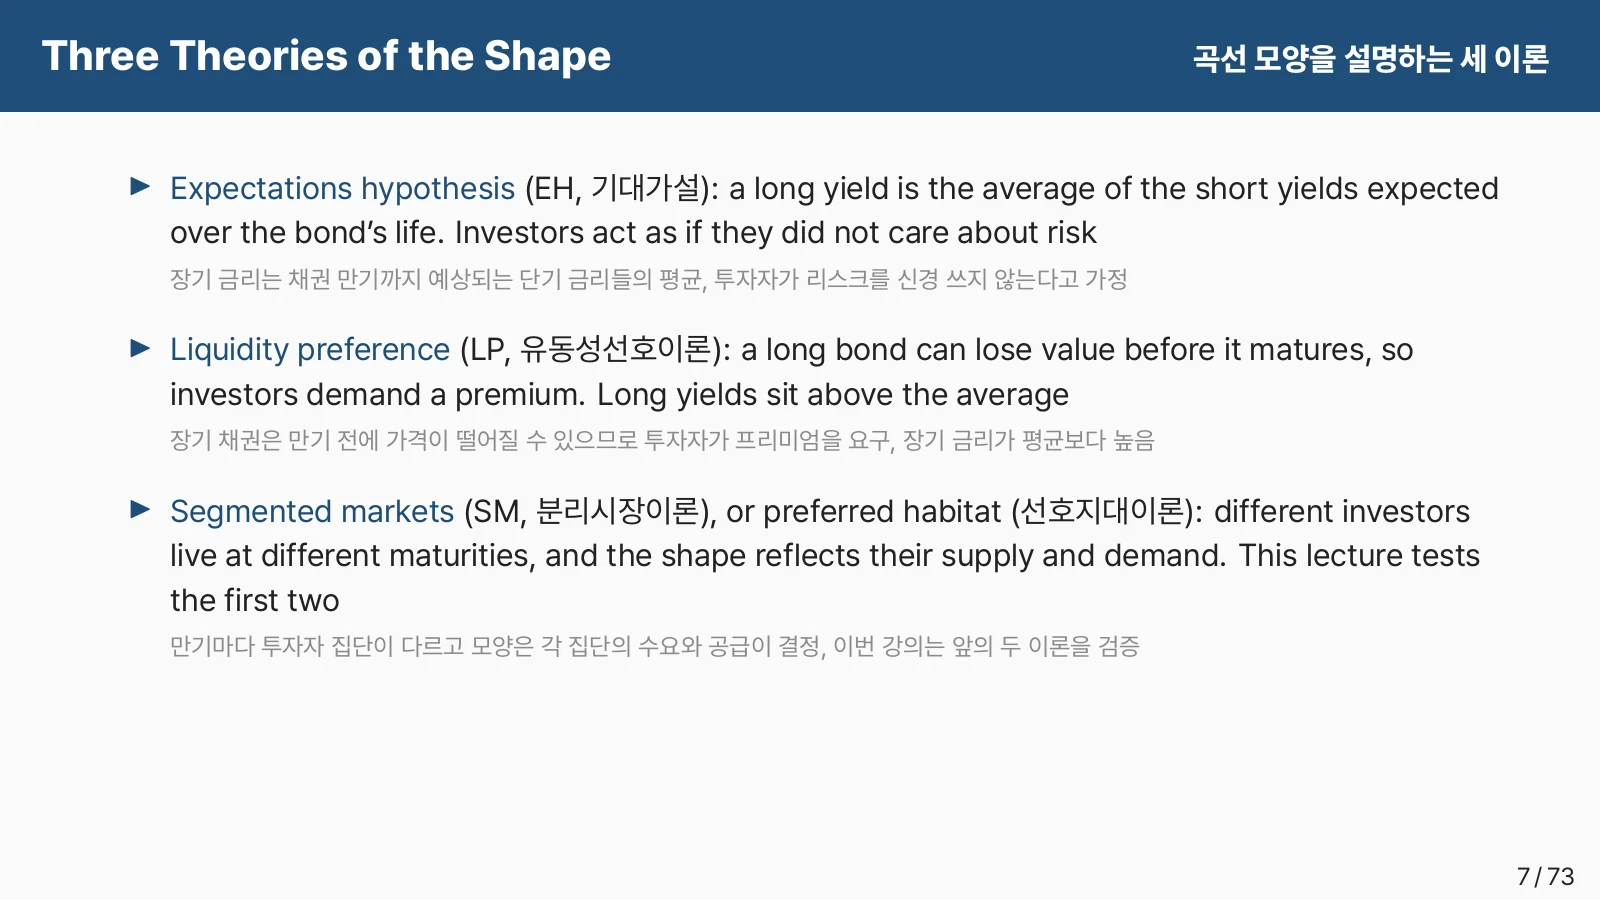 Three Theories of the Shape
곡선 모양을 설명하는 세 이론
▶ Expectations hypothesis (EH, 기대가설): a long yield is the average of the short yields expected
over the bond’s life. Investors act as if they did not care about risk
장기 금리는 채권 만기까지 예상되는 단기 금리들의 평균, 투자자가 리스크를 신경 쓰지 않는다고 가정
▶ Liquidity preference (LP, 유동성선호이론): a long bond can lose value before it matures, so
investors demand a premium. Long yields sit above the average
장기 채권은 만기 전에 가격이 떨어질 수 있으므로 투자자가 프리미엄을 요구, 장기 금리가 평균보다 높음
▶ Segmented markets (SM, 분리시장이론), or preferred habitat (선호지대이론): different investors
live at different maturities, and the shape reflects their supply and demand. This lecture tests
the first two
만기마다 투자자 집단이 다르고 모양은 각 집단의 수요와 공급이 결정, 이번 강의는 앞의 두 이론을 검증
7 / 73